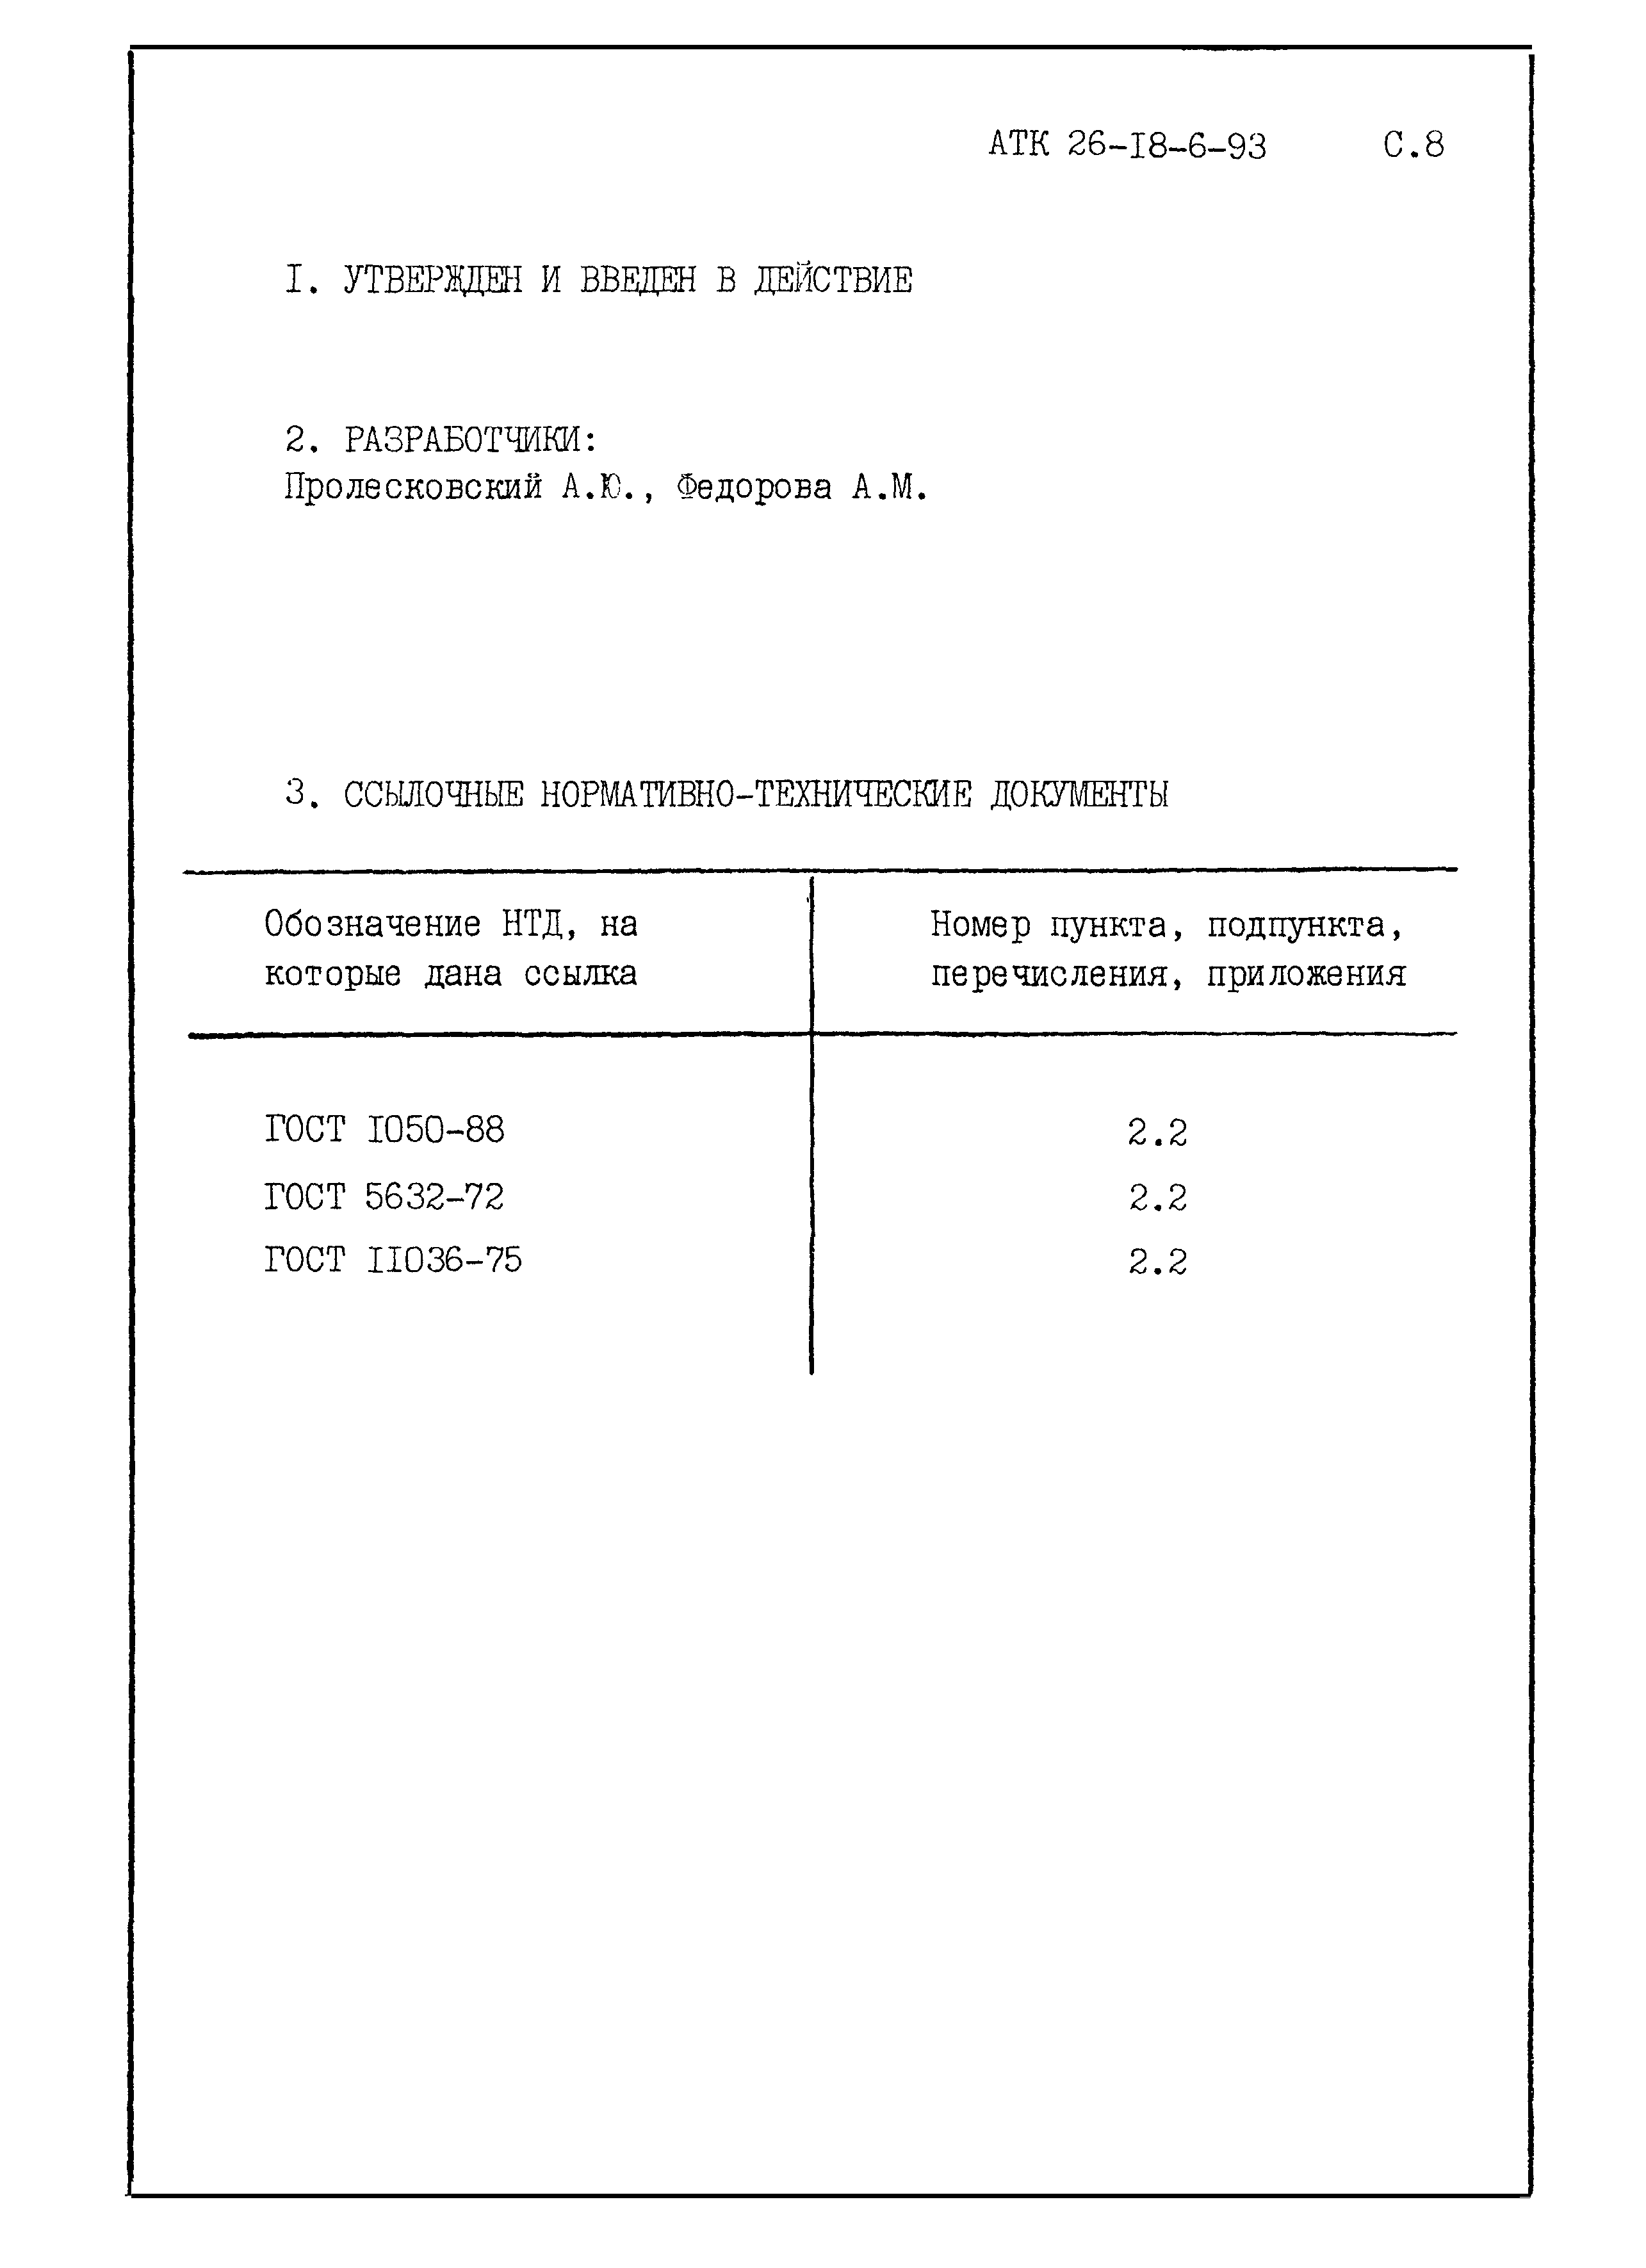 АТК 26-I8-6-93 С.8
I. УТВЕРЖДЕН И ВВЕДЕН В ДЕЙСТВИЕ
2. РАЗРАБОТЧИКИ:
Пролесковский А.Ю., Федорова А.М.
3. ССЫЛОЧНЫЕ НОРМАТИВНО-ТЕХНИЧЕСКИЕ ДОКУМЕНТЫ
Обозначение НТД, на
которые дана ссылка
Номер пункта, подпункта,
перечисления, приложения
ГОСТ I050-88 2.2
ГОСТ 5632-72 2.2
ГОСТ II036-75 2.2